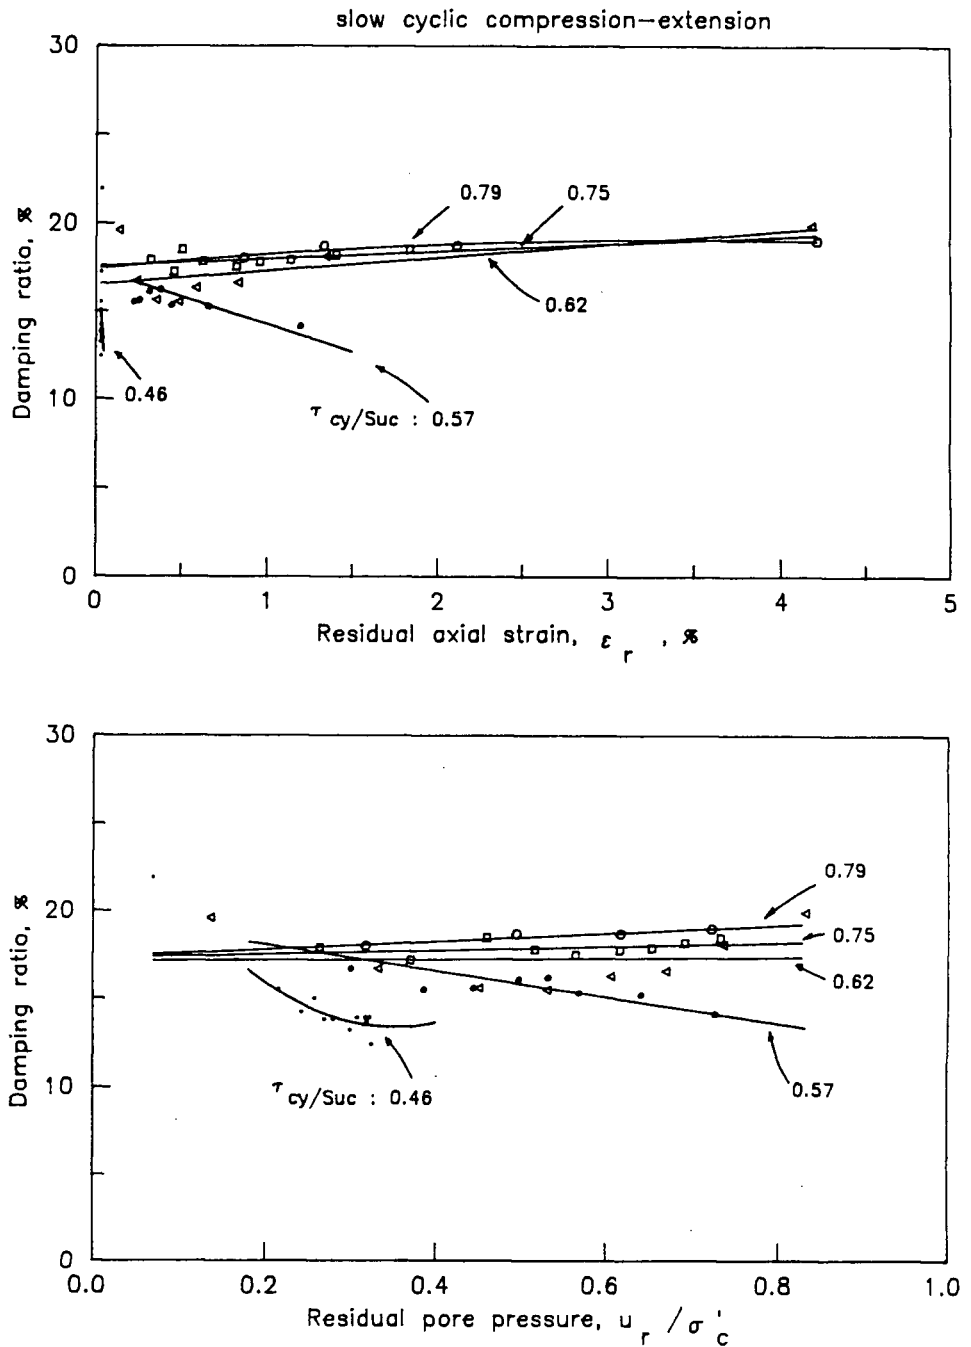 slow cyclic compression-extension
30
0.79
0.75
20
0.62
0.46
10
τ cy/Suc : 0.57
0
Damping ratio, %
0 1 2 3 4 5
Residual axial strain, ε r , %
30
0.79
20
0.75
0.62
10
τ cy/Suc : 0.46
0.57
0
Damping ratio, %
0.0 0.2 0.4 0.6 0.8 1.0
Residual pore pressure, u r / σ ' c